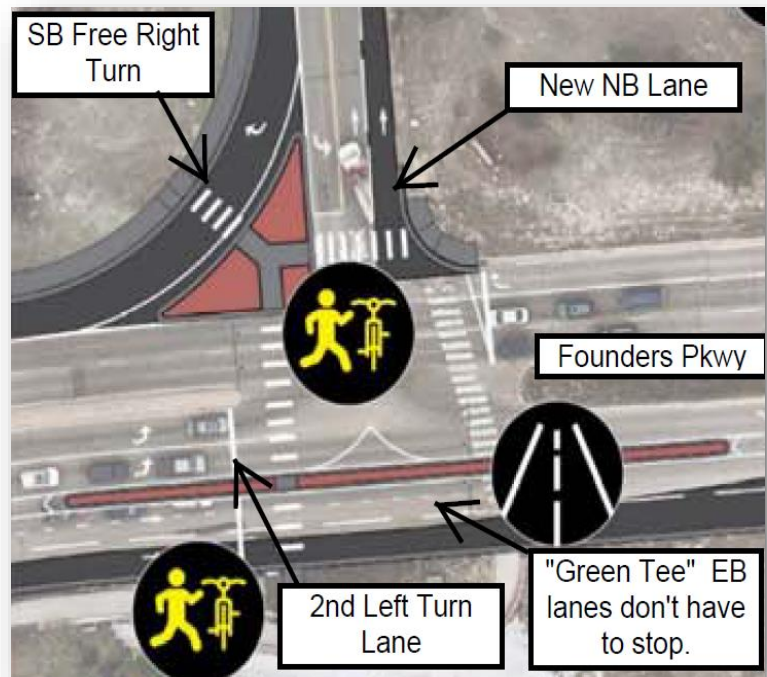 SB Free Right
Turn
New NB Lane
Founders Pkwy
2nd Left Turn
Lane
"Green Tee" EB
lanes don't have
to stop.